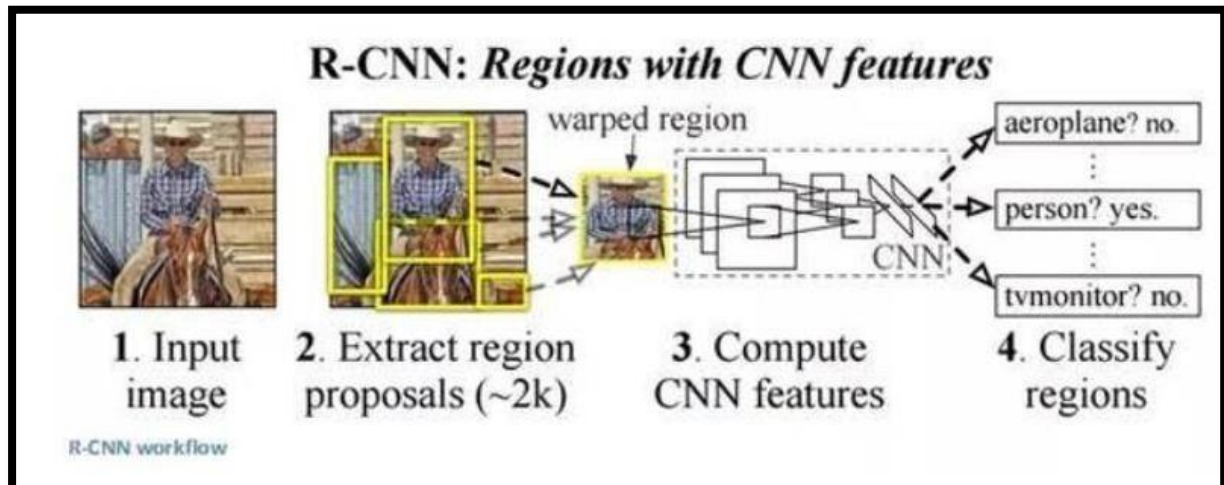 R-CNN: Regions with CNN features
warped region
aeroplane? no.
⋮
person? yes.
⋮
tvmonitor? no.
CNN
1. Input
image
2. Extract region
proposals (~2k)
3. Compute
CNN features
4. Classify
regions
R-CNN workflow